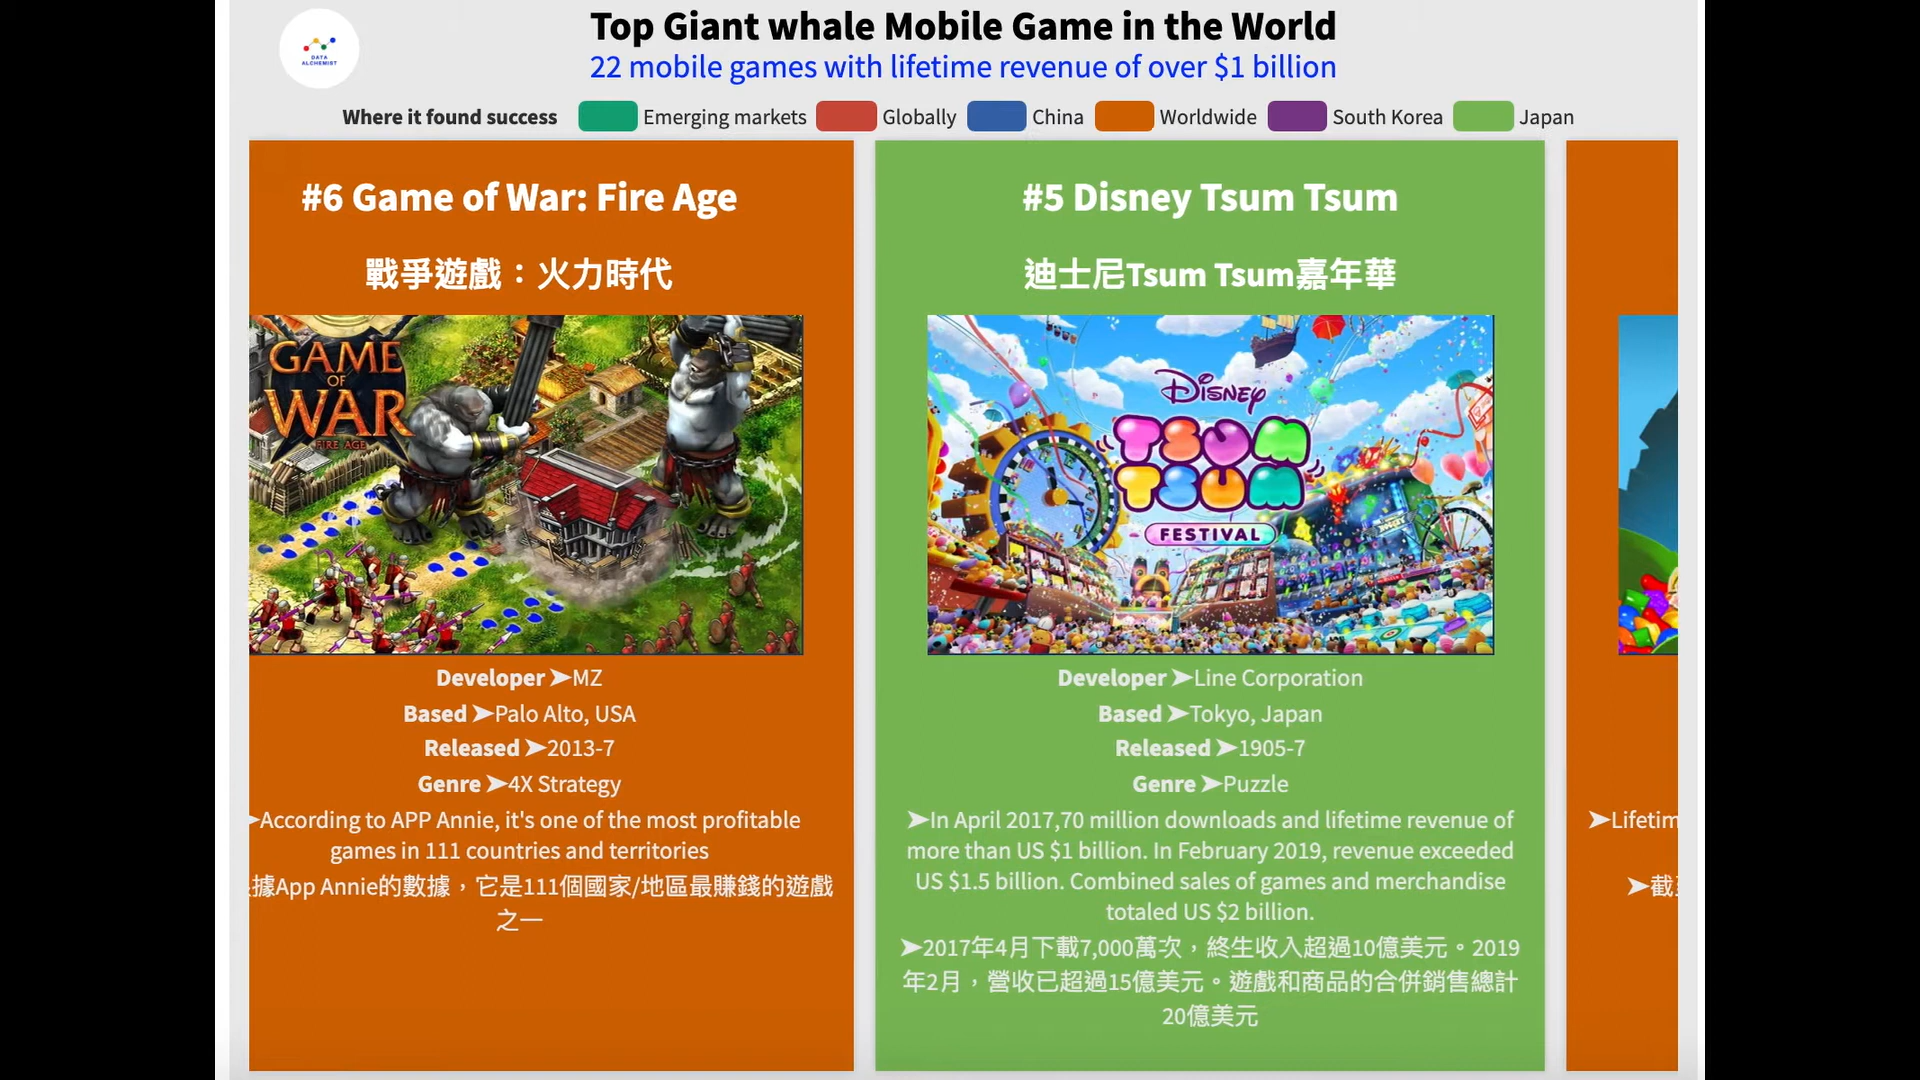 DATA
ALCHEMIST
Top Giant whale Mobile Game in the World
22 mobile games with lifetime revenue of over $1 billion
Where it found success Emerging markets Globally China Worldwide South Korea Japan
#6 Game of War: Fire Age
戰爭遊戲：火力時代
GAME
OF
WAR
FIRE AGE
Developer ➤MZ
Based ➤Palo Alto, USA
Released ➤2013-7
Genre ➤4X Strategy
➤According to APP Annie, it's one of the most profitable
games in 111 countries and territories
據App Annie的數據，它是111個國家/地區最賺錢的遊戲
之一
#5 Disney Tsum Tsum
迪士尼Tsum Tsum嘉年華
Disney
TSUM
TSUM
FESTIVAL
Developer ➤Line Corporation
Based ➤Tokyo, Japan
Released ➤1905-7
Genre ➤Puzzle
➤In April 2017,70 million downloads and lifetime revenue of
more than US $1 billion. In February 2019, revenue exceeded
US $1.5 billion. Combined sales of games and merchandise
totaled US $2 billion.
➤2017年4月下載7,000萬次，終生收入超過10億美元。2019
年2月，營收已超過15億美元。遊戲和商品的合併銷售總計
20億美元
➤Lifetim
➤截